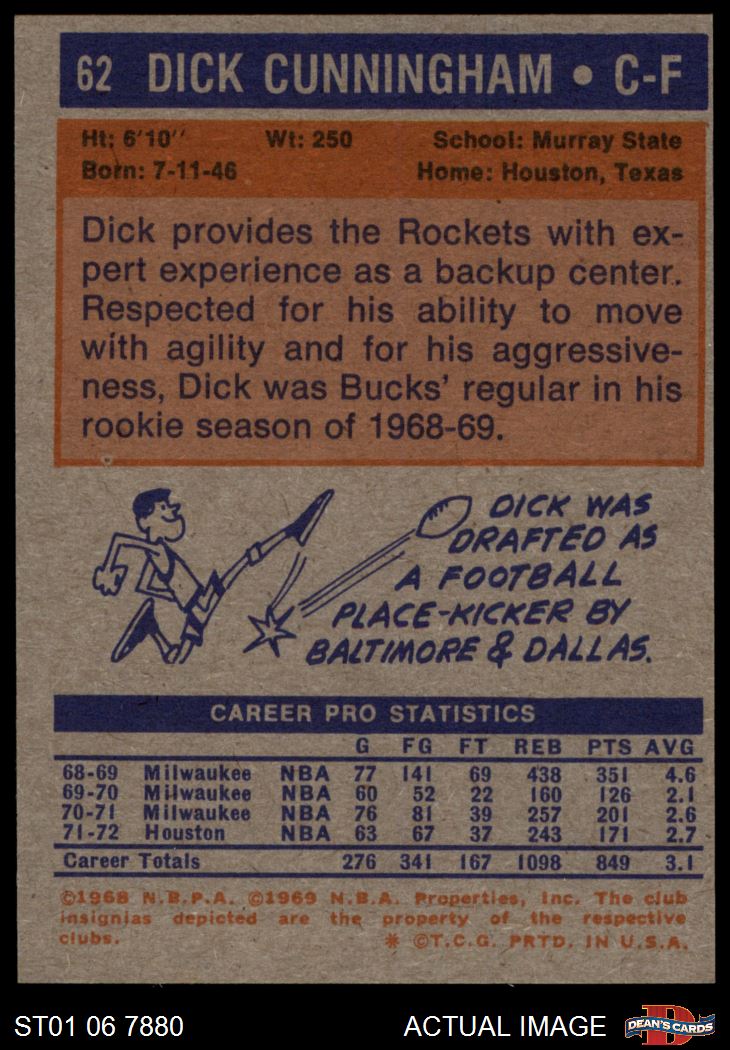 62 DICK CUNNINGHAM • C-F
Ht: 6'10'' Wt: 250 School: Murray State
Born: 7-11-46 Home: Houston, Texas
Dick provides the Rockets with ex-
pert experience as a backup center.
Respected for his ability to move
with agility and for his aggressive-
ness, Dick was Bucks' regular in his
rookie season of 1968-69.
DICK WAS
DRAFTED AS
A FOOTBALL
PLACE-KICKER BY
BALTIMORE & DALLAS.
CAREER PRO STATISTICS
G FG FT REB PTS AVG
68-69 Milwaukee NBA 77 141 69 438 351 4.6
69-70 Milwaukee NBA 60 52 22 160 126 2.1
70-71 Milwaukee NBA 76 81 39 257 201 2.6
71-72 Houston NBA 63 67 37 243 171 2.7
Career Totals 276 341 167 1098 849 3.1
©1968 N.B.P.A. ©1969 N.B.A. Properties, Inc. The club
insignias depicted are the property of the respective
clubs. * ©T.C.G. PRTD. IN U.S.A.
ST01 06 7880 ACTUAL IMAGE D DEAN'S CARDS